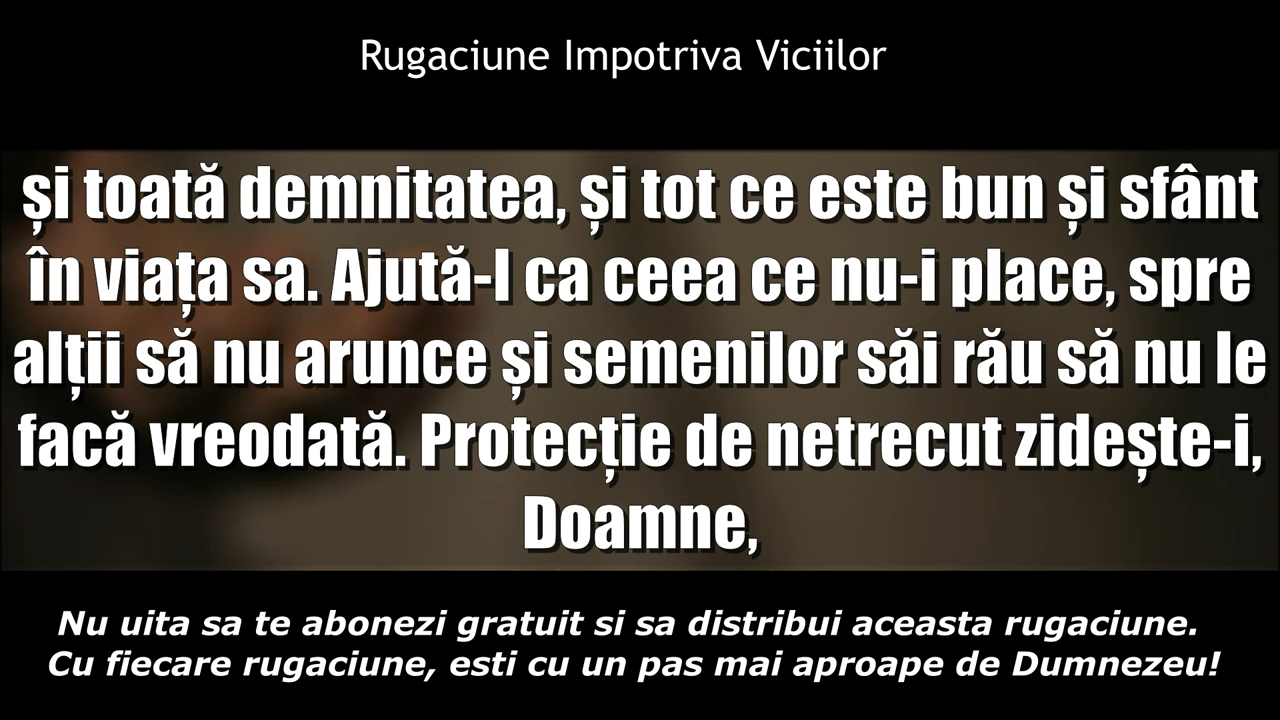 Rugaciune Impotriva Viciilor
și toată demnitatea, și tot ce este bun și sfânt
în viața sa. Ajută-l ca ceea ce nu-i place, spre
alții să nu arunce și semenilor săi rău să nu le
facă vreodată. Protecție de netrecut zidește-i,
Doamne,
Nu uita sa te abonezi gratuit si sa distribui aceasta rugaciune.
Cu fiecare rugaciune, esti cu un pas mai aproape de Dumnezeu!